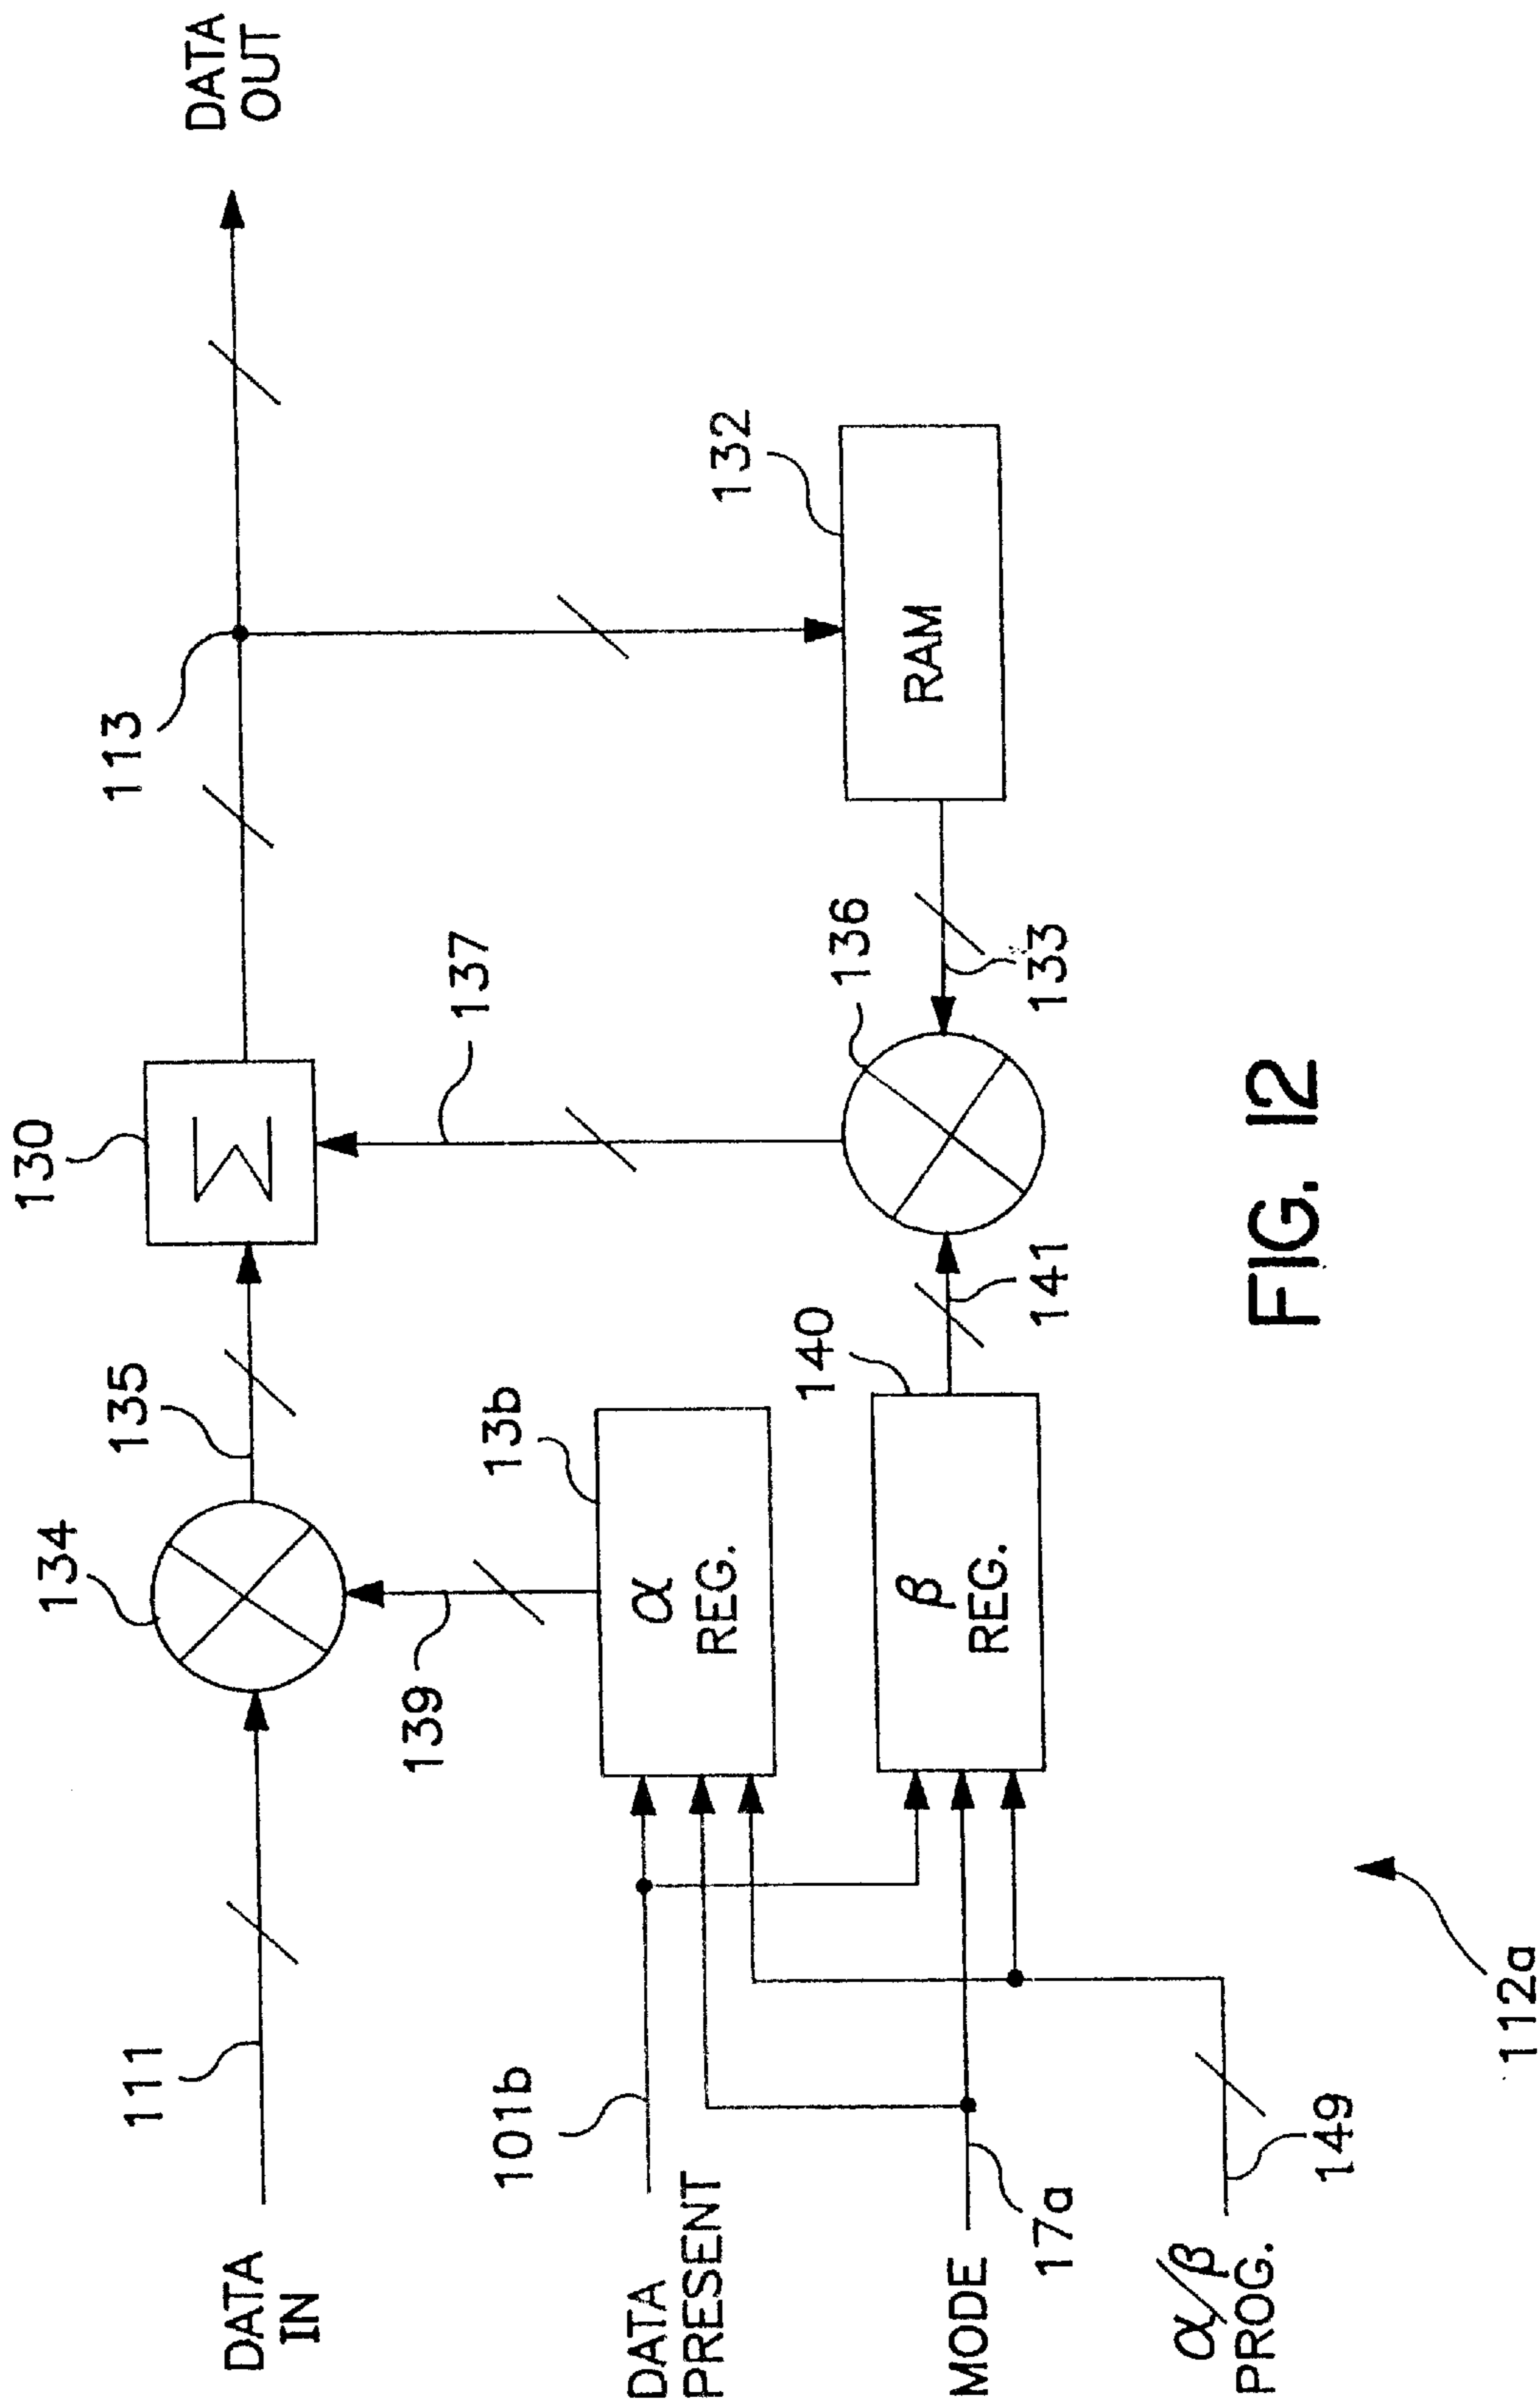 DATA
OUT
113
130
137
132
RAM
136
133
135
134
139
13b
α
REG.
140
141
β
REG.
111
DATA
IN
101b
DATA
PRESENT
MODE
17a
α/β
PROG.
149
112a
FIG. 12